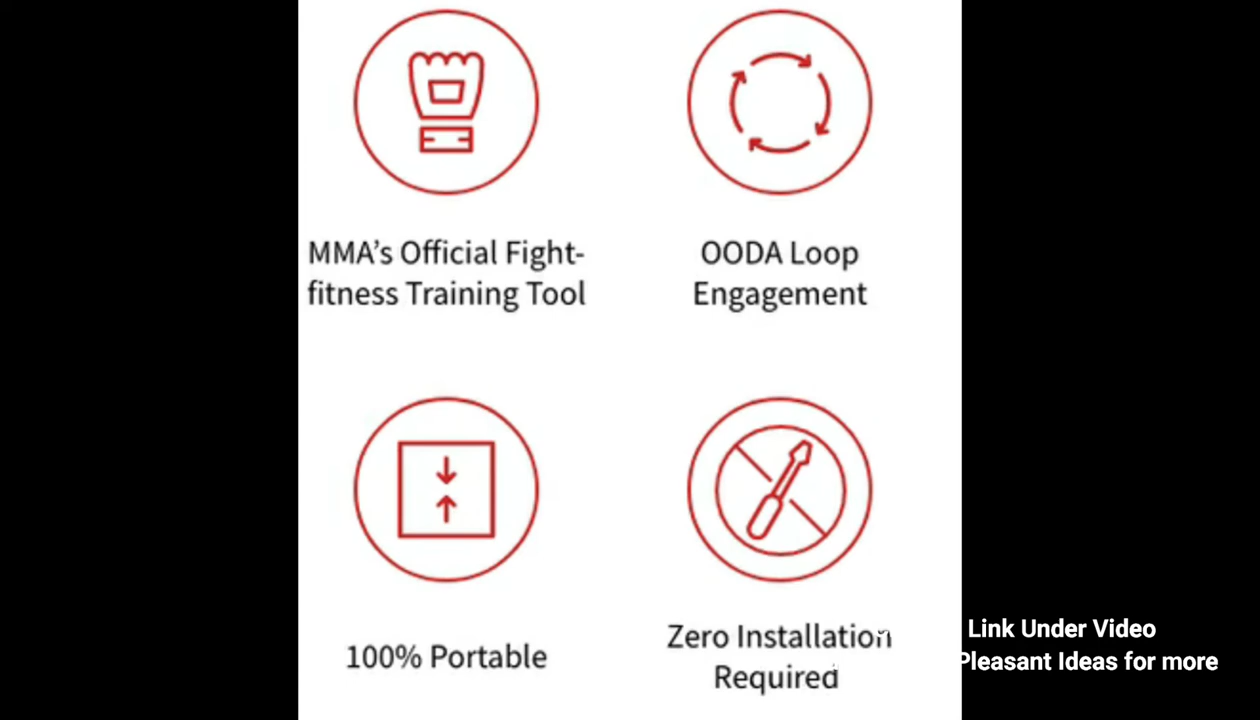 MMA’s Official Fight-
fitness Training Tool
OODA Loop
Engagement
100% Portable
Zero Installation
Required
Link Under Video
Pleasant Ideas for more